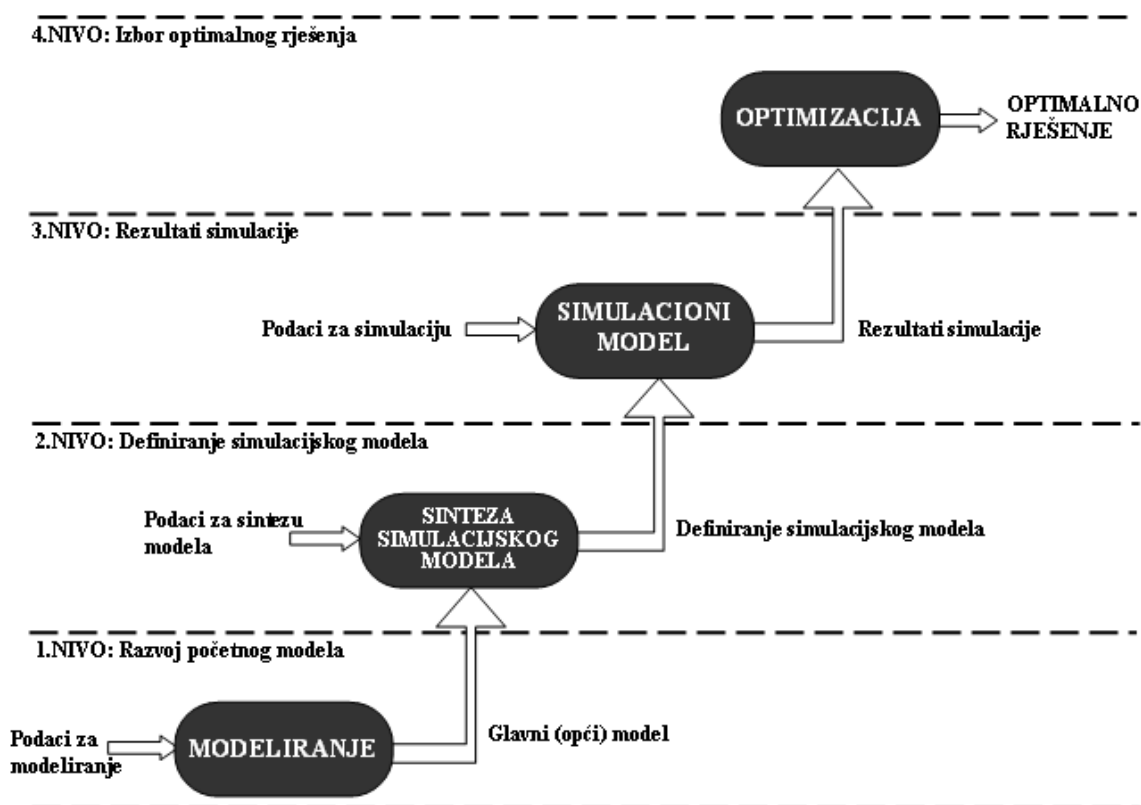 4.NIVO: Izbor optimalnog rješenja
OPTIMIZACIJA
OPTIMALNO
RJEŠENJE
3.NIVO: Rezultati simulacije
Podaci za simulaciju
SIMULACIONI
MODEL
Rezultati simulacije
2.NIVO: Definiranje simulacijskog modela
Podaci za sintezu
modela
SINTEZA
SIMULACIJSKOG
MODELA
Definiranje simulacijskog modela
1.NIVO: Razvoj početnog modela
Podaci za
modeliranje
MODELIRANJE
Glavni (opći) model